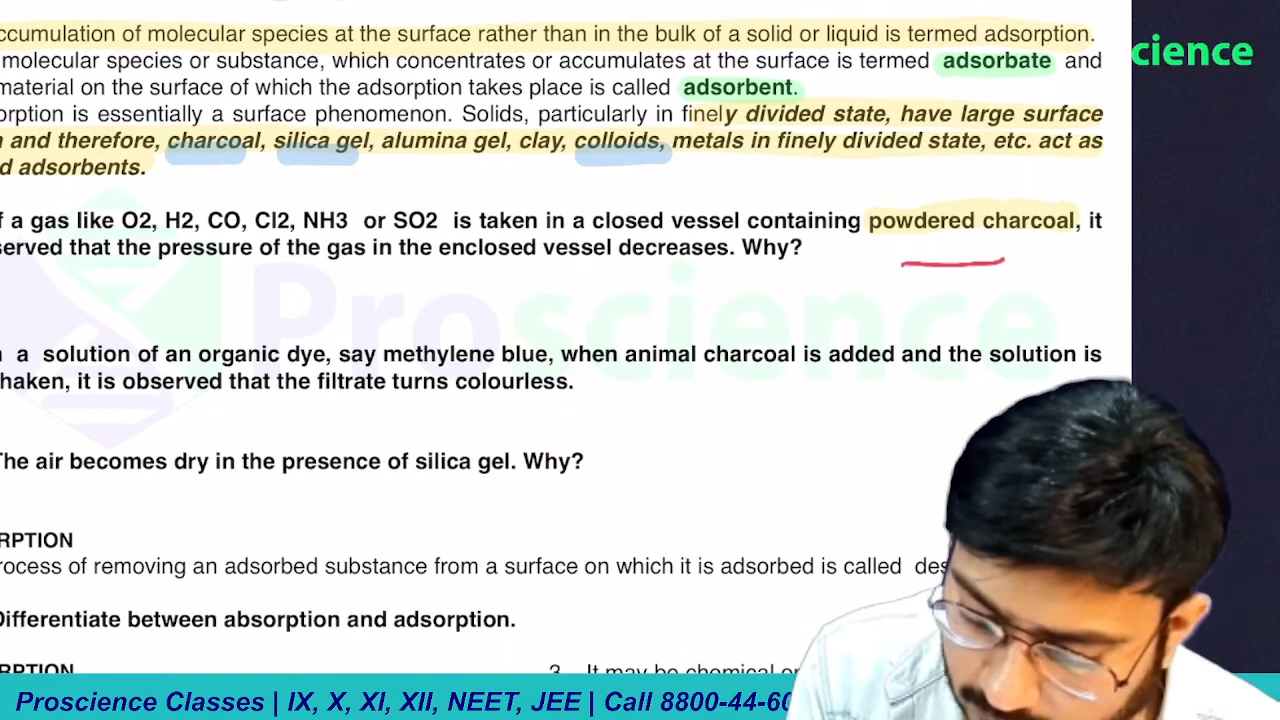 ccumulation of molecular species at the surface rather than in the bulk of a solid or liquid is termed adsorption.
molecular species or substance, which concentrates or accumulates at the surface is termed adsorbate and
material on the surface of which the adsorption takes place is called adsorbent.
orption is essentially a surface phenomenon. Solids, particularly in finely divided state, have large surface
and therefore, charcoal, silica gel, alumina gel, clay, colloids, metals in finely divided state, etc. act as
d adsorbents.
f a gas like O2, H2, CO, Cl2, NH3 or SO2 is taken in a closed vessel containing powdered charcoal, it
served that the pressure of the gas in the enclosed vessel decreases. Why?
a solution of an organic dye, say methylene blue, when animal charcoal is added and the solution is
haken, it is observed that the filtrate turns colourless.
The air becomes dry in the presence of silica gel. Why?
RPTION
rocess of removing an adsorbed substance from a surface on which it is adsorbed is called des
Differentiate between absorption and adsorption.
RPTION
3. It may be chemical or
cience
Proscience
Proscience Classes | IX, X, XI, XII, NEET, JEE | Call 8800-44-60